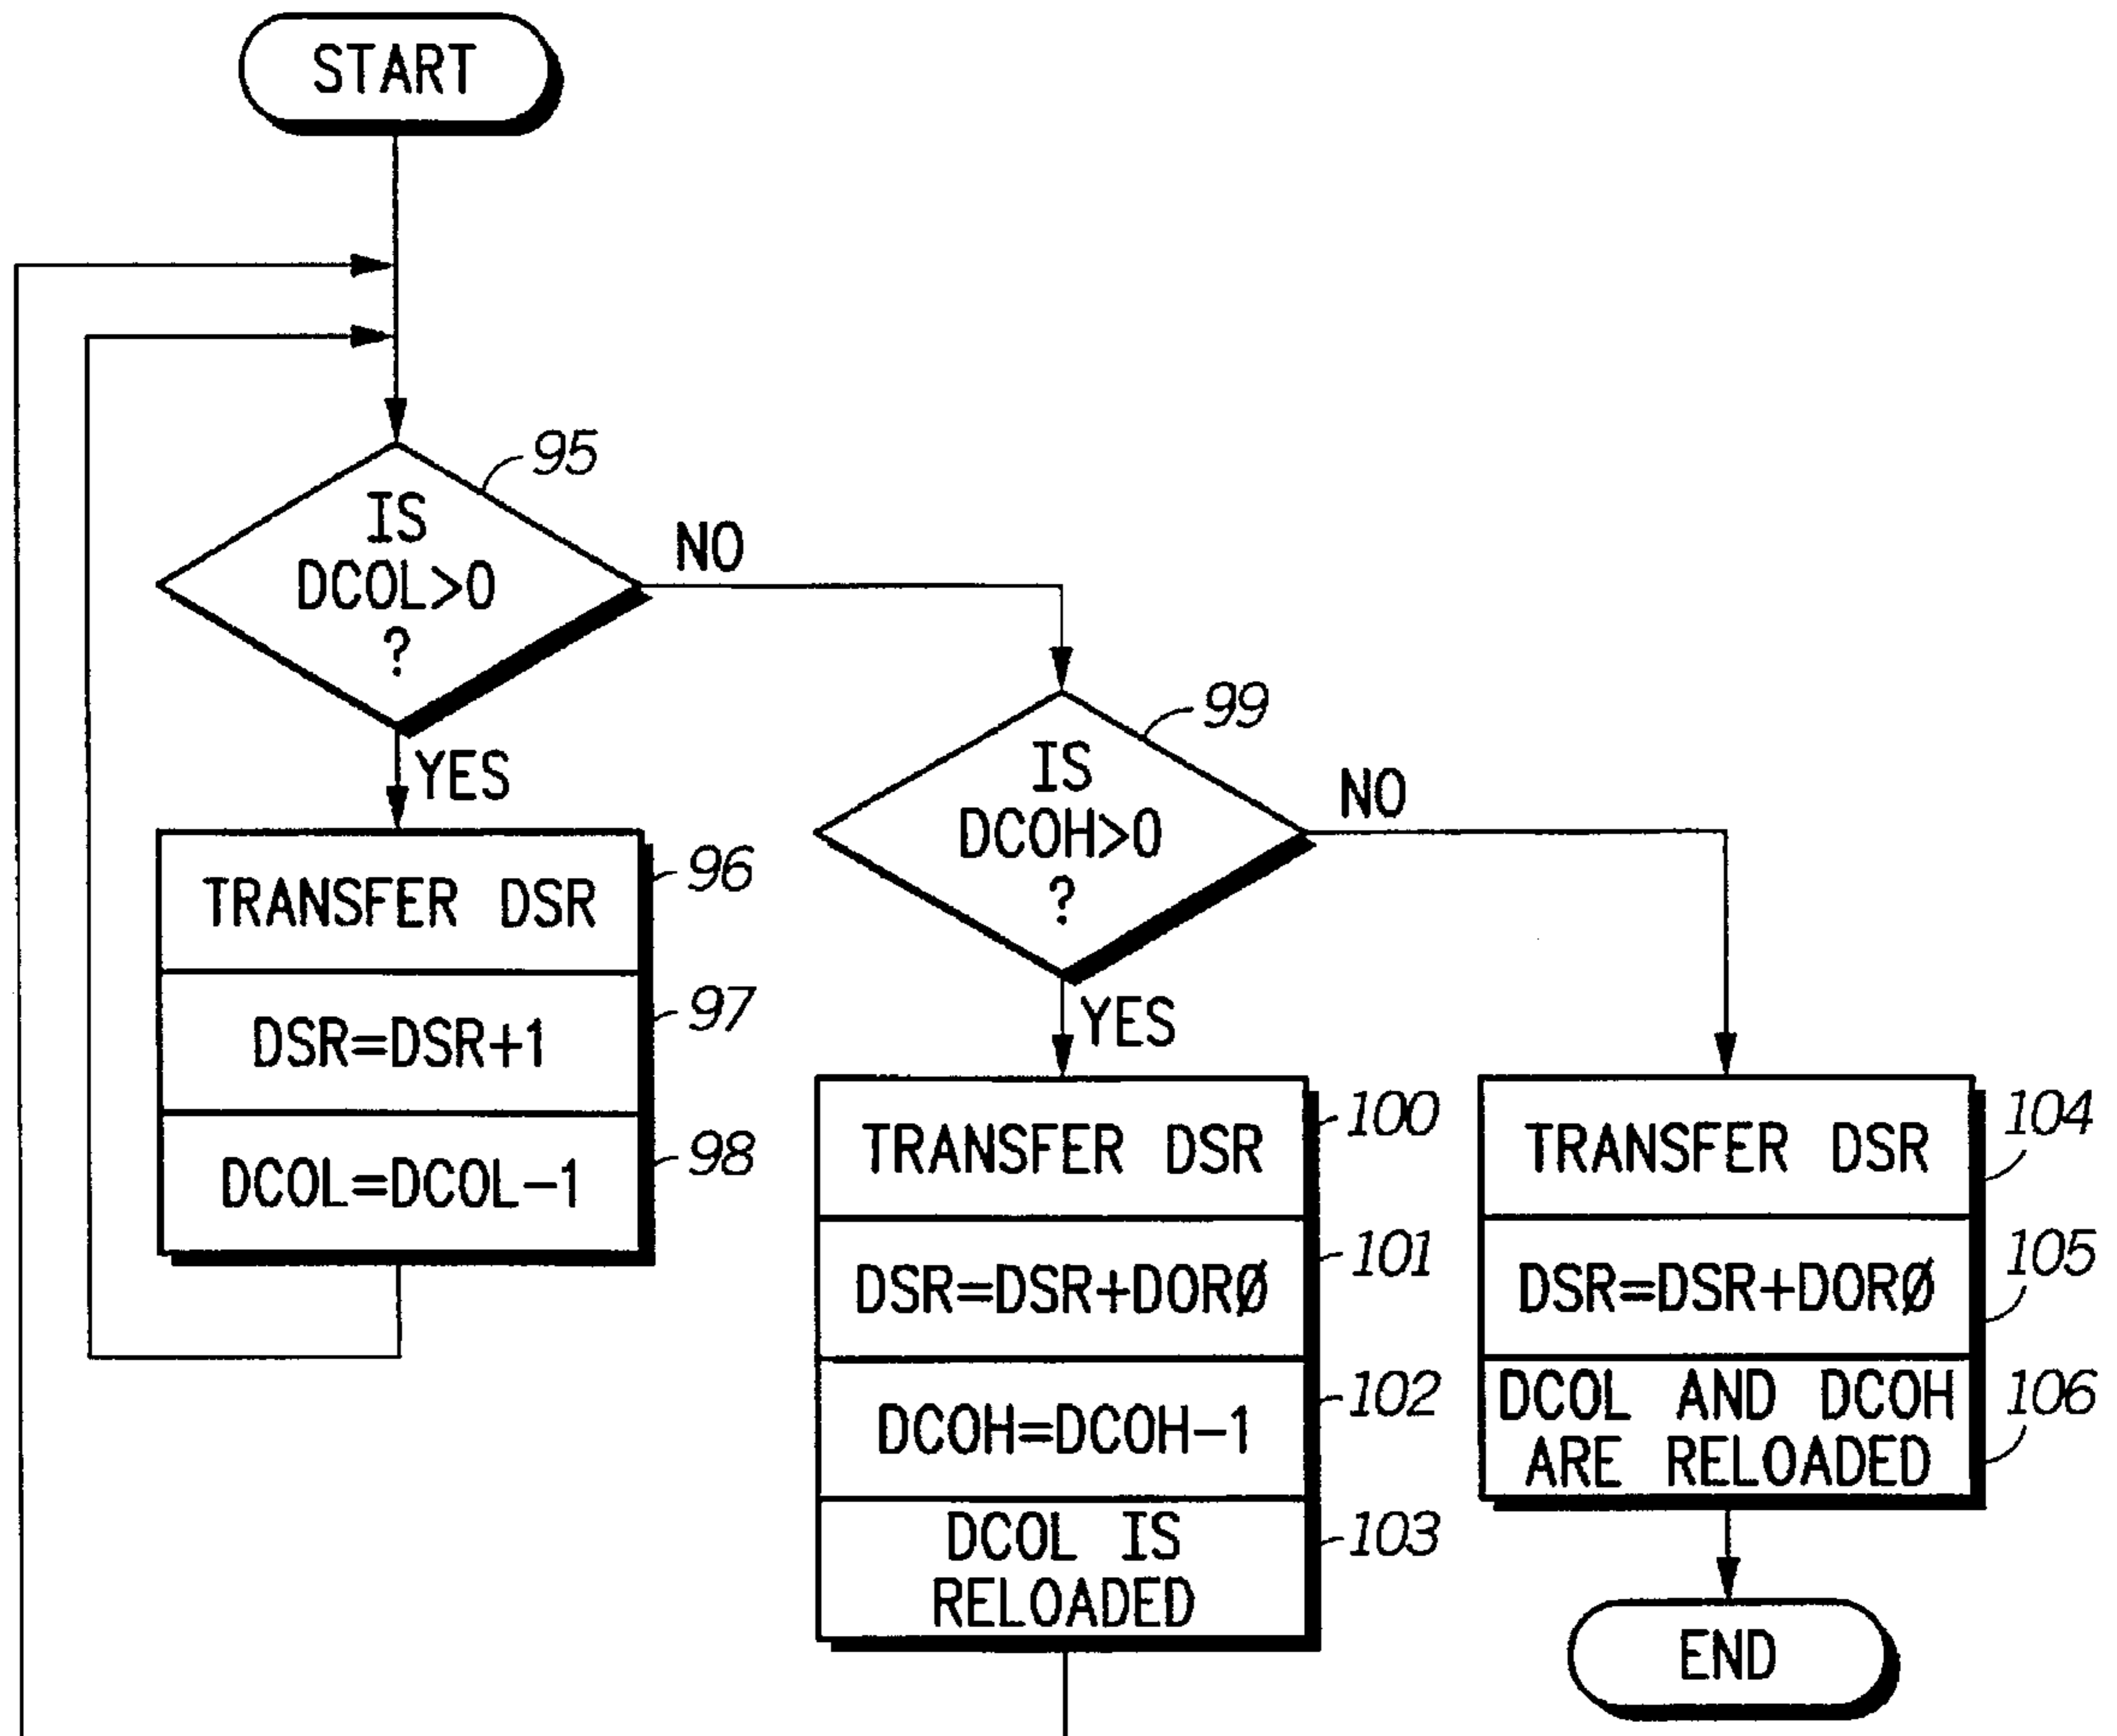 START
95
IS
DCOL>0
?
NO
YES
99
IS
DCOH>0
?
NO
YES
TRANSFER DSR
96
DSR=DSR+1
97
DCOL=DCOL-1
98
TRANSFER DSR
100
DSR=DSR+DORØ
101
DCOH=DCOH-1
102
DCOL IS
RELOADED
103
TRANSFER DSR
104
DSR=DSR+DORØ
105
DCOL AND DCOH
ARE RELOADED
106
END